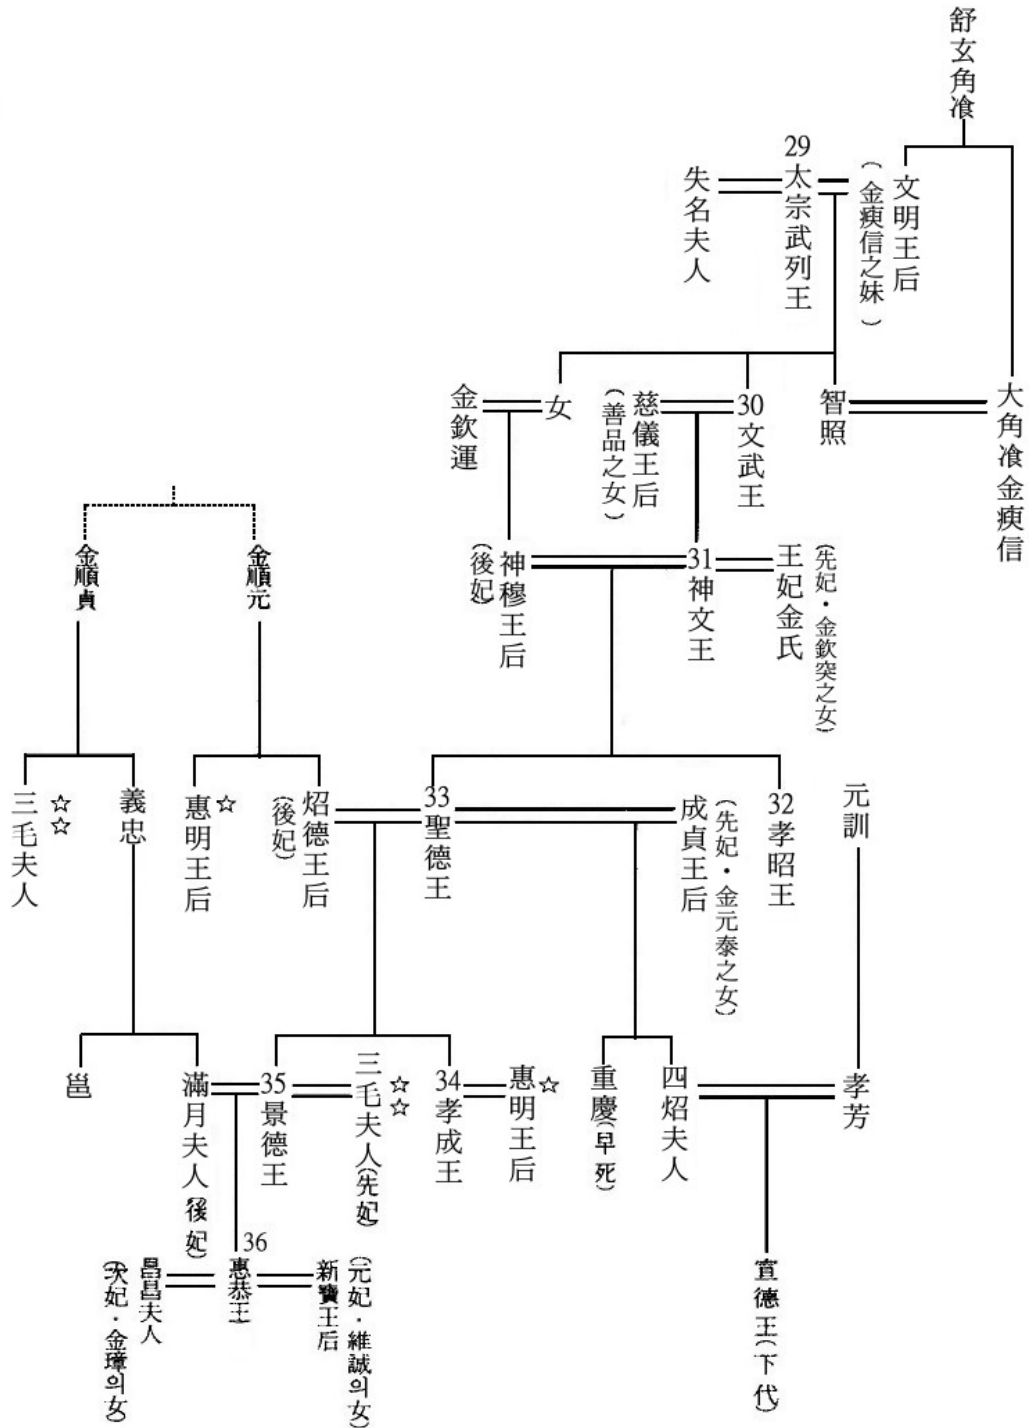 舒玄角飡
29
太宗武列王
失名夫人
文明王后
(金庾信之妹)
金欽運
女
慈儀王后
(善品之女)
30
文武王
智照
大角飡金庾信
金順貞
金順元
神穆王后
(後妃)
31
神文王
王妃金氏
(先妃・金欽突之女)
三毛夫人
☆☆
義忠
惠明王后
☆
炤德王后
(後妃)
33
聖德王
成貞王后
(先妃・金元泰之女)
32
孝昭王
元訓
邕
滿月夫人(後妃)
35
景德王
三毛夫人(先妃)
☆☆
34
孝成王
惠明王后
☆
重慶(早死)
四炤夫人
孝芳
昌昌夫人
(次妃・金璋의女)
36
惠恭王
新寶王后
(元妃・維誠의女)
宣德王(下代)